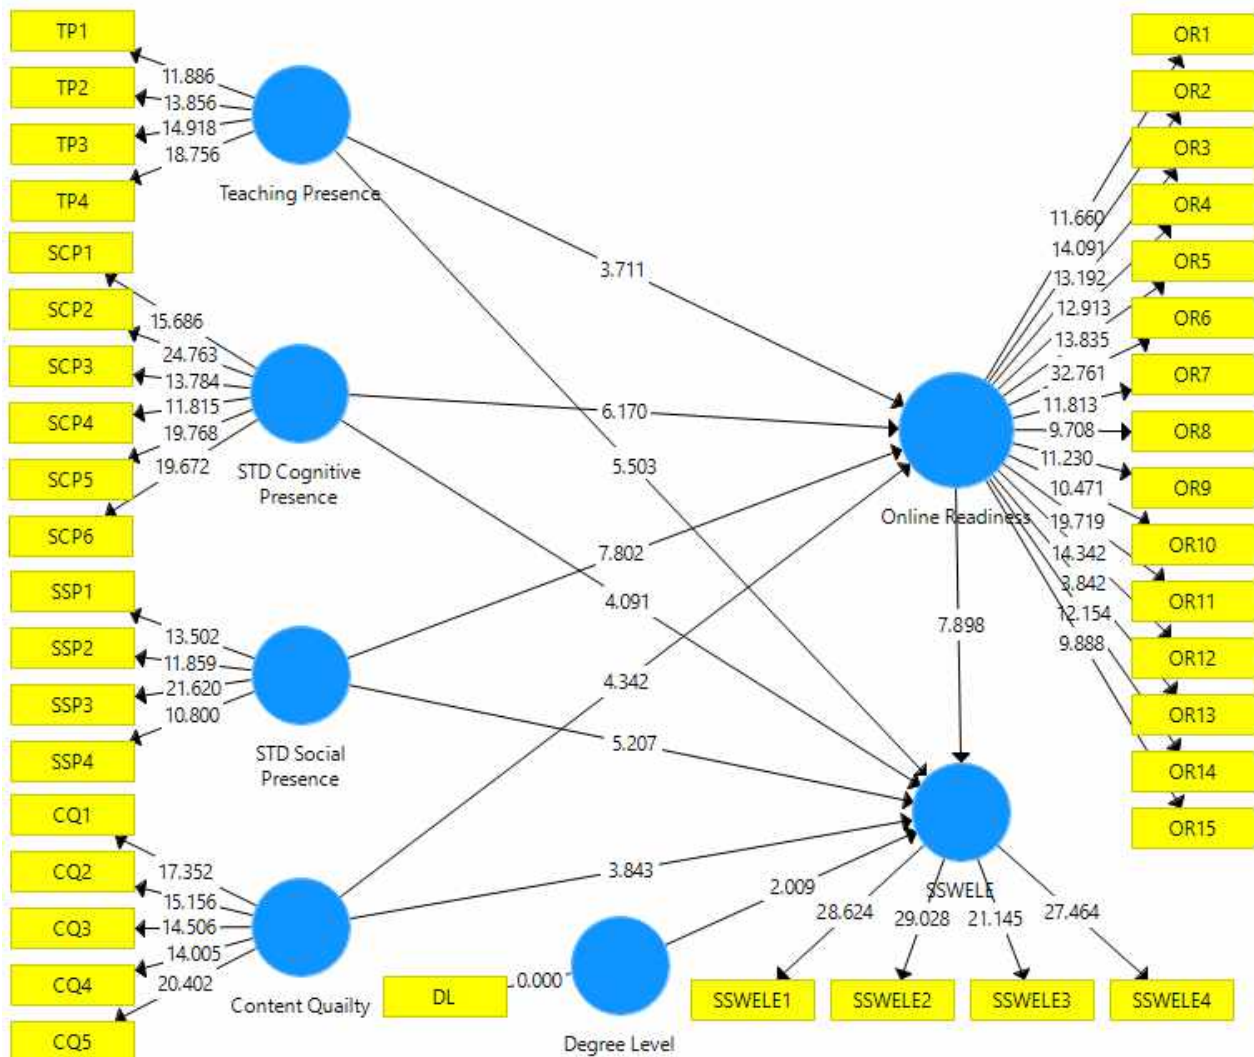 TP1
TP2
TP3
TP4
11.886
13.856
14.918
18.756
Teaching Presence
SCP1
SCP2
SCP3
SCP4
SCP5
SCP6
15.686
24.763
13.784
11.815
19.768
19.672
STD Cognitive
Presence
SSP1
SSP2
SSP3
SSP4
13.502
11.859
21.620
10.800
STD Social
Presence
CQ1
CQ2
CQ3
CQ4
CQ5
17.352
15.156
14.506
14.005
20.402
Content Quailty
DL
0.000
Degree Level
3.711
6.170
5.503
7.802
4.091
4.342
5.207
3.843
2.009
7.898
Online Readiness
11.660
14.091
13.192
12.913
13.835
32.761
11.813
9.708
11.230
10.471
19.719
14.342
3.842
12.154
9.888
OR1
OR2
OR3
OR4
OR5
OR6
OR7
OR8
OR9
OR10
OR11
OR12
OR13
OR14
OR15
SSWELE
28.624
29.028
21.145
27.464
SSWELE1
SSWELE2
SSWELE3
SSWELE4